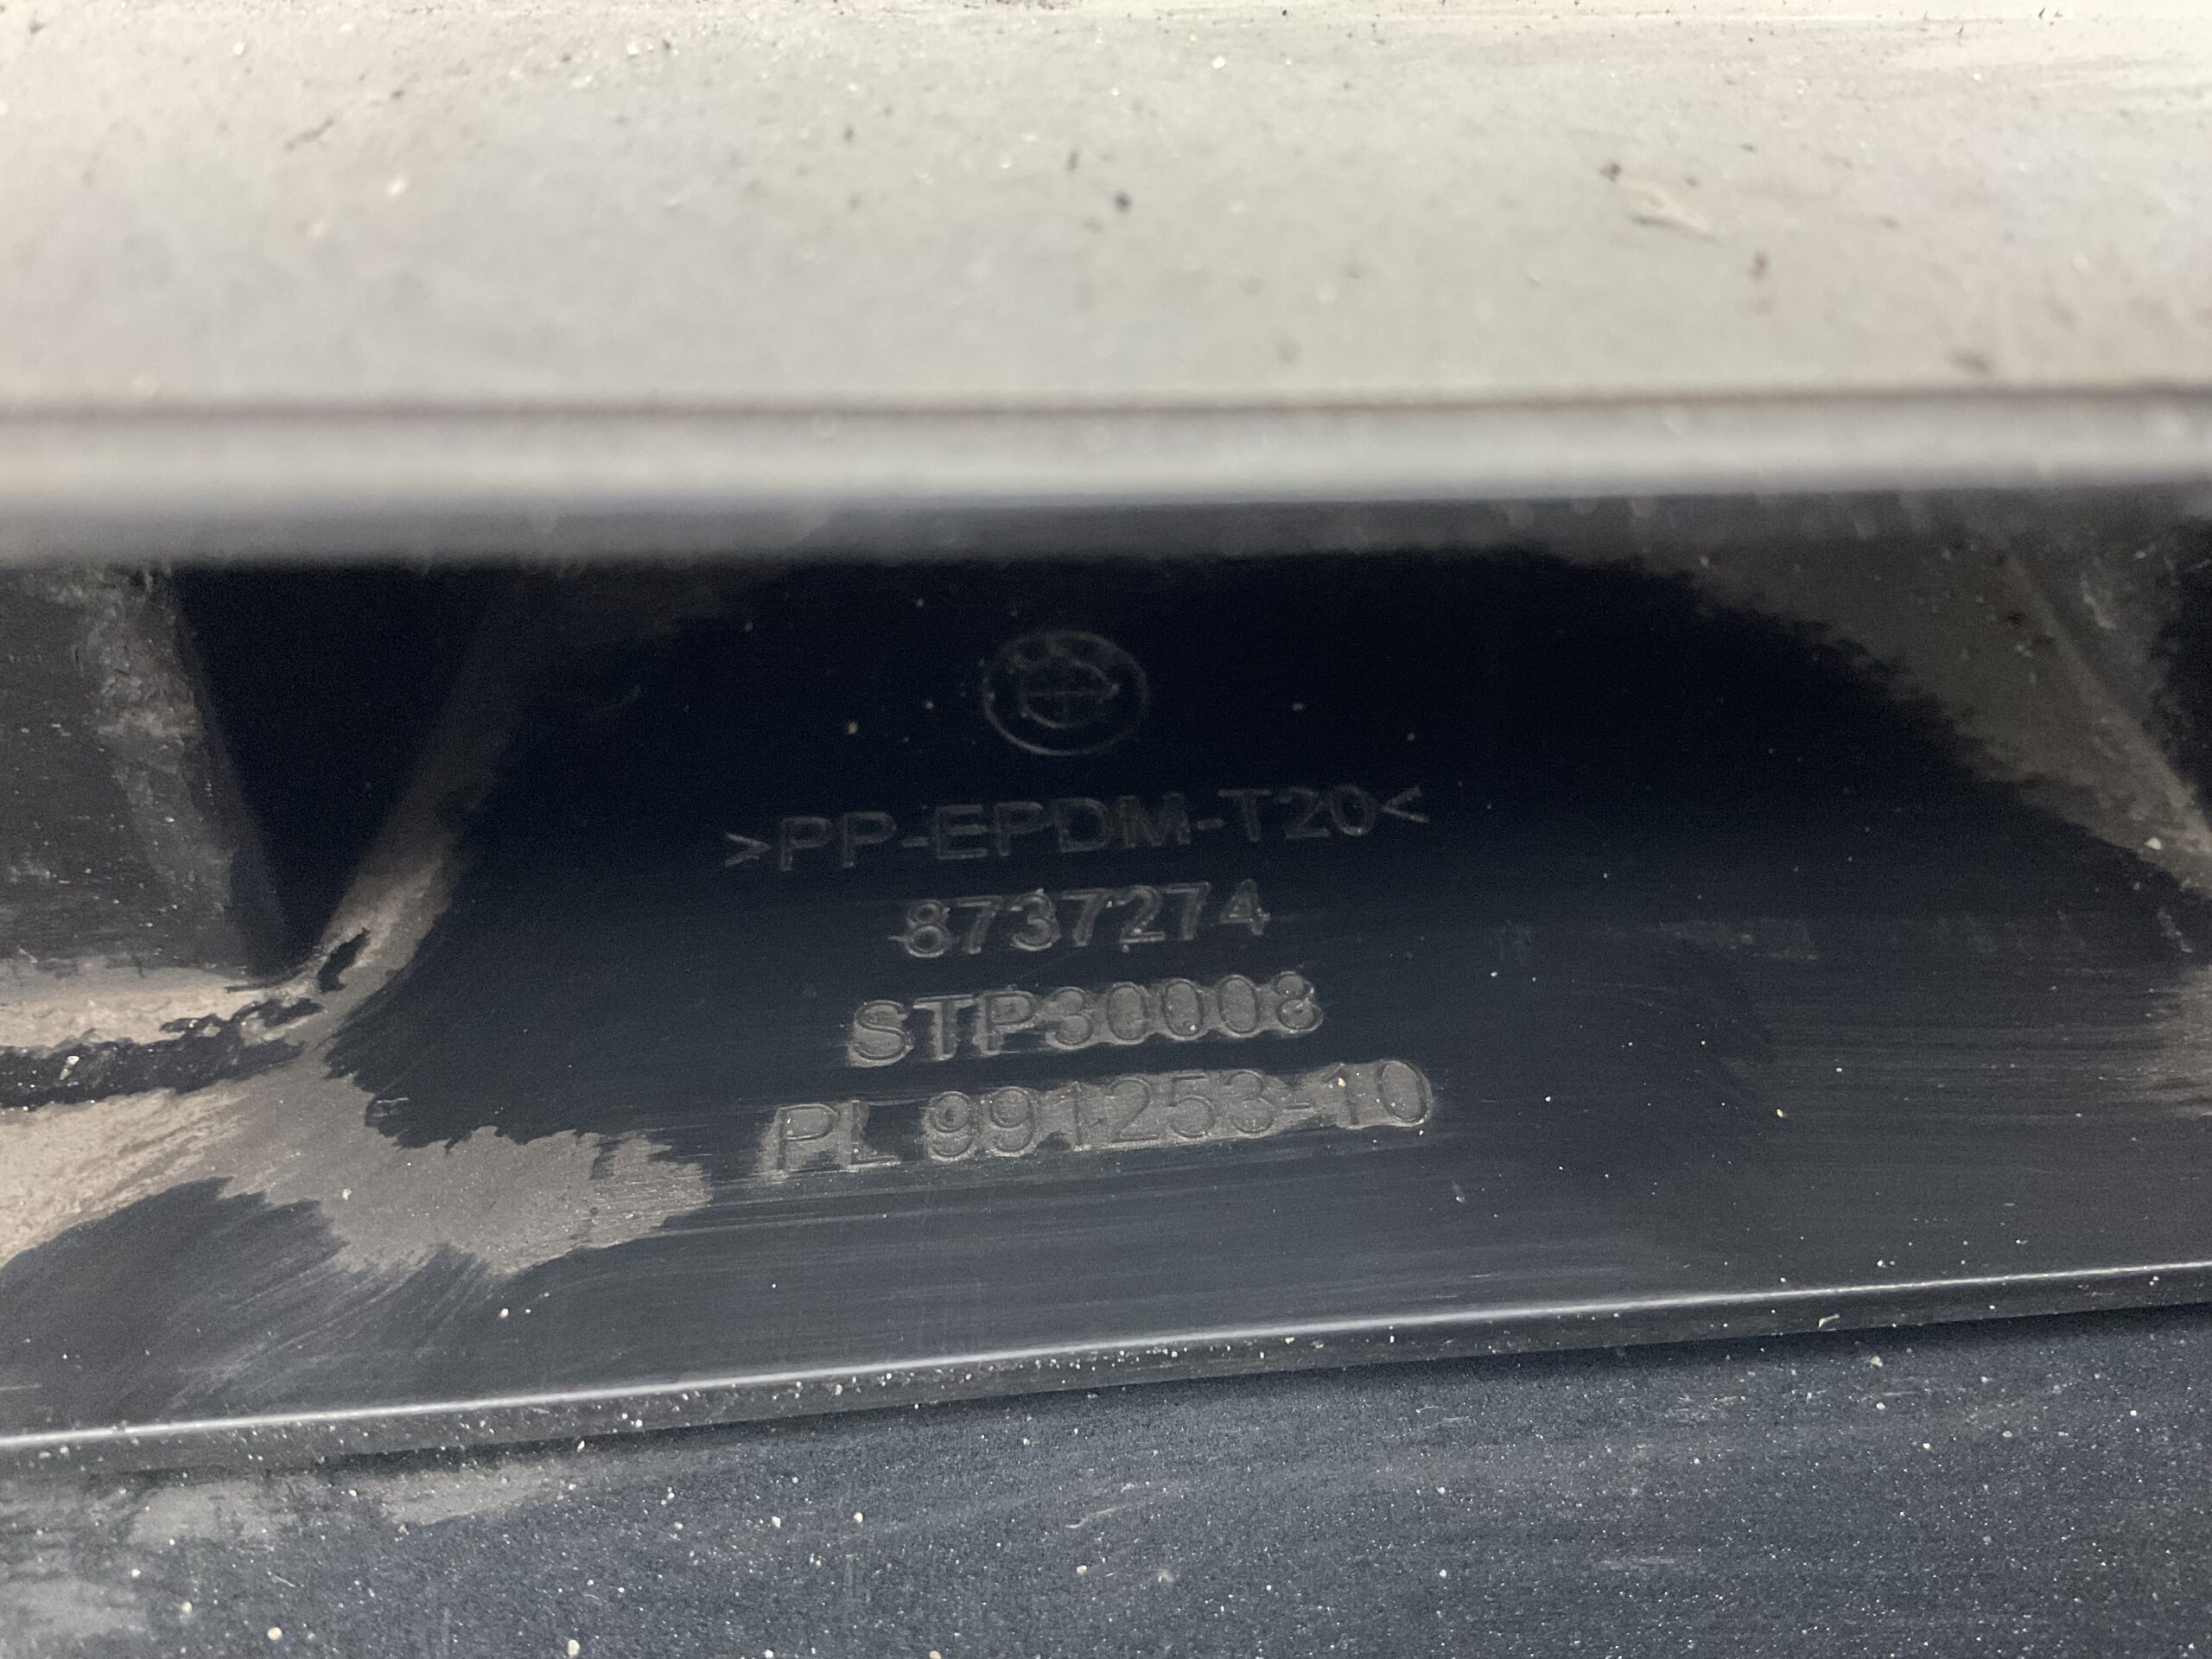 >PP-EPDM-T20<
8737274
STP30008
PL 991253-10